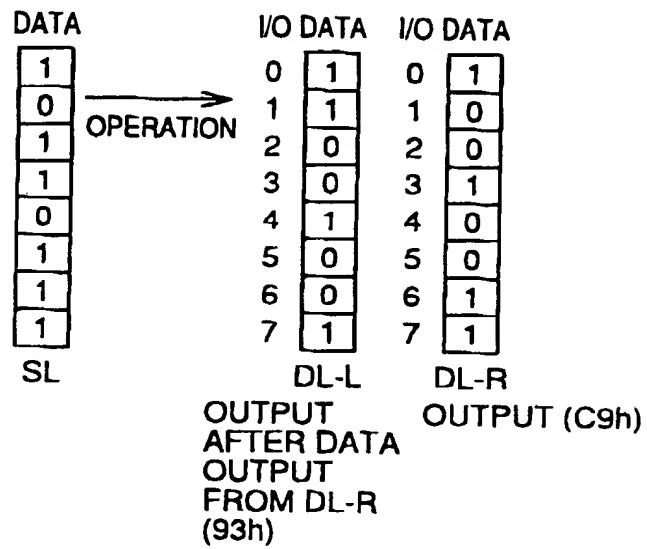 DATA I/O DATA I/O DATA
1 0 1 0 1
0 1 1 1 0
OPERATION
1 2 0 2 0
1 3 0 3 1
0 4 1 4 0
1 5 0 5 0
1 6 0 6 1
1 7 1 7 1
SL DL-L DL-R
OUTPUT OUTPUT (C9h)
AFTER DATA
OUTPUT
FROM DL-R
(93h)